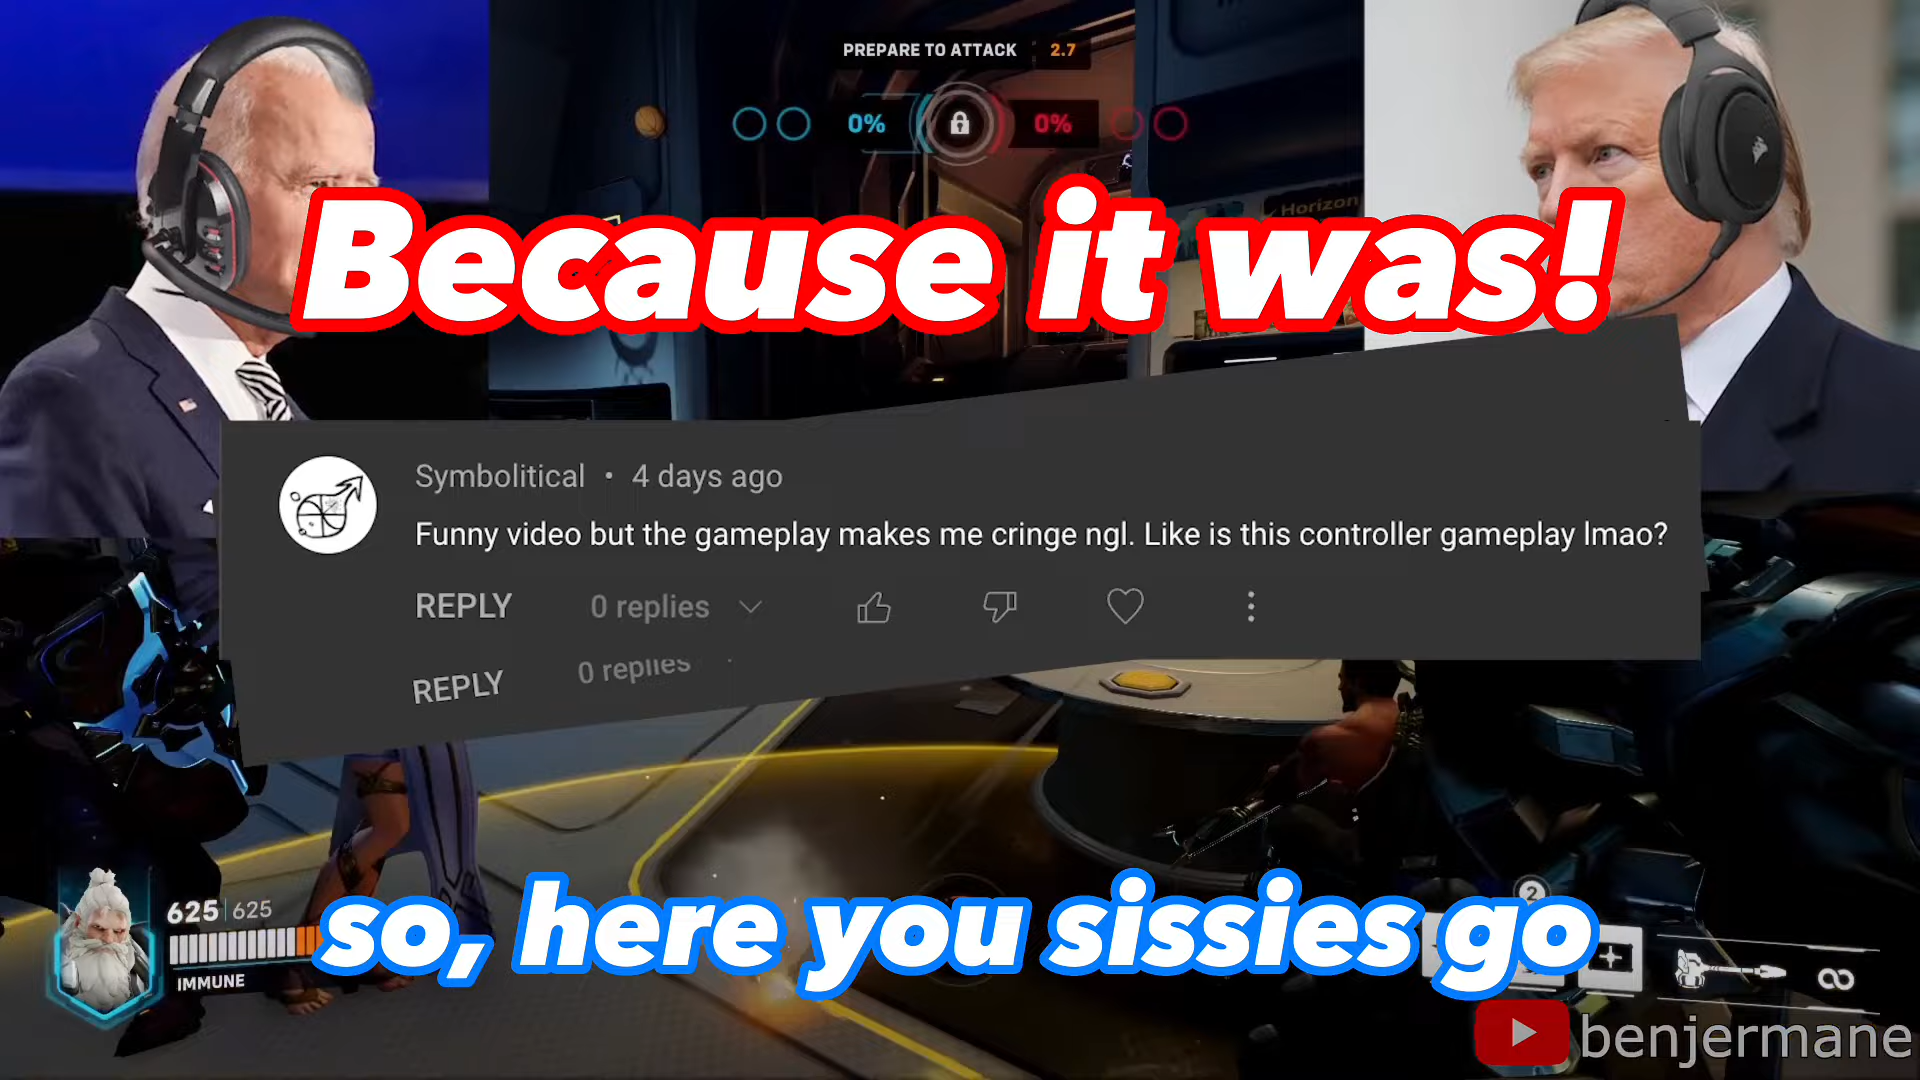 PREPARE TO ATTACK 2.7
0% 0%
Horizon
Because it was!
Symbolitical • 4 days ago
Funny video but the gameplay makes me cringe ngl. Like is this controller gameplay lmao?
REPLY 0 replies
REPLY 0 replies
2
625 | 625
IMMUNE
so, here you sissies go
benjermane